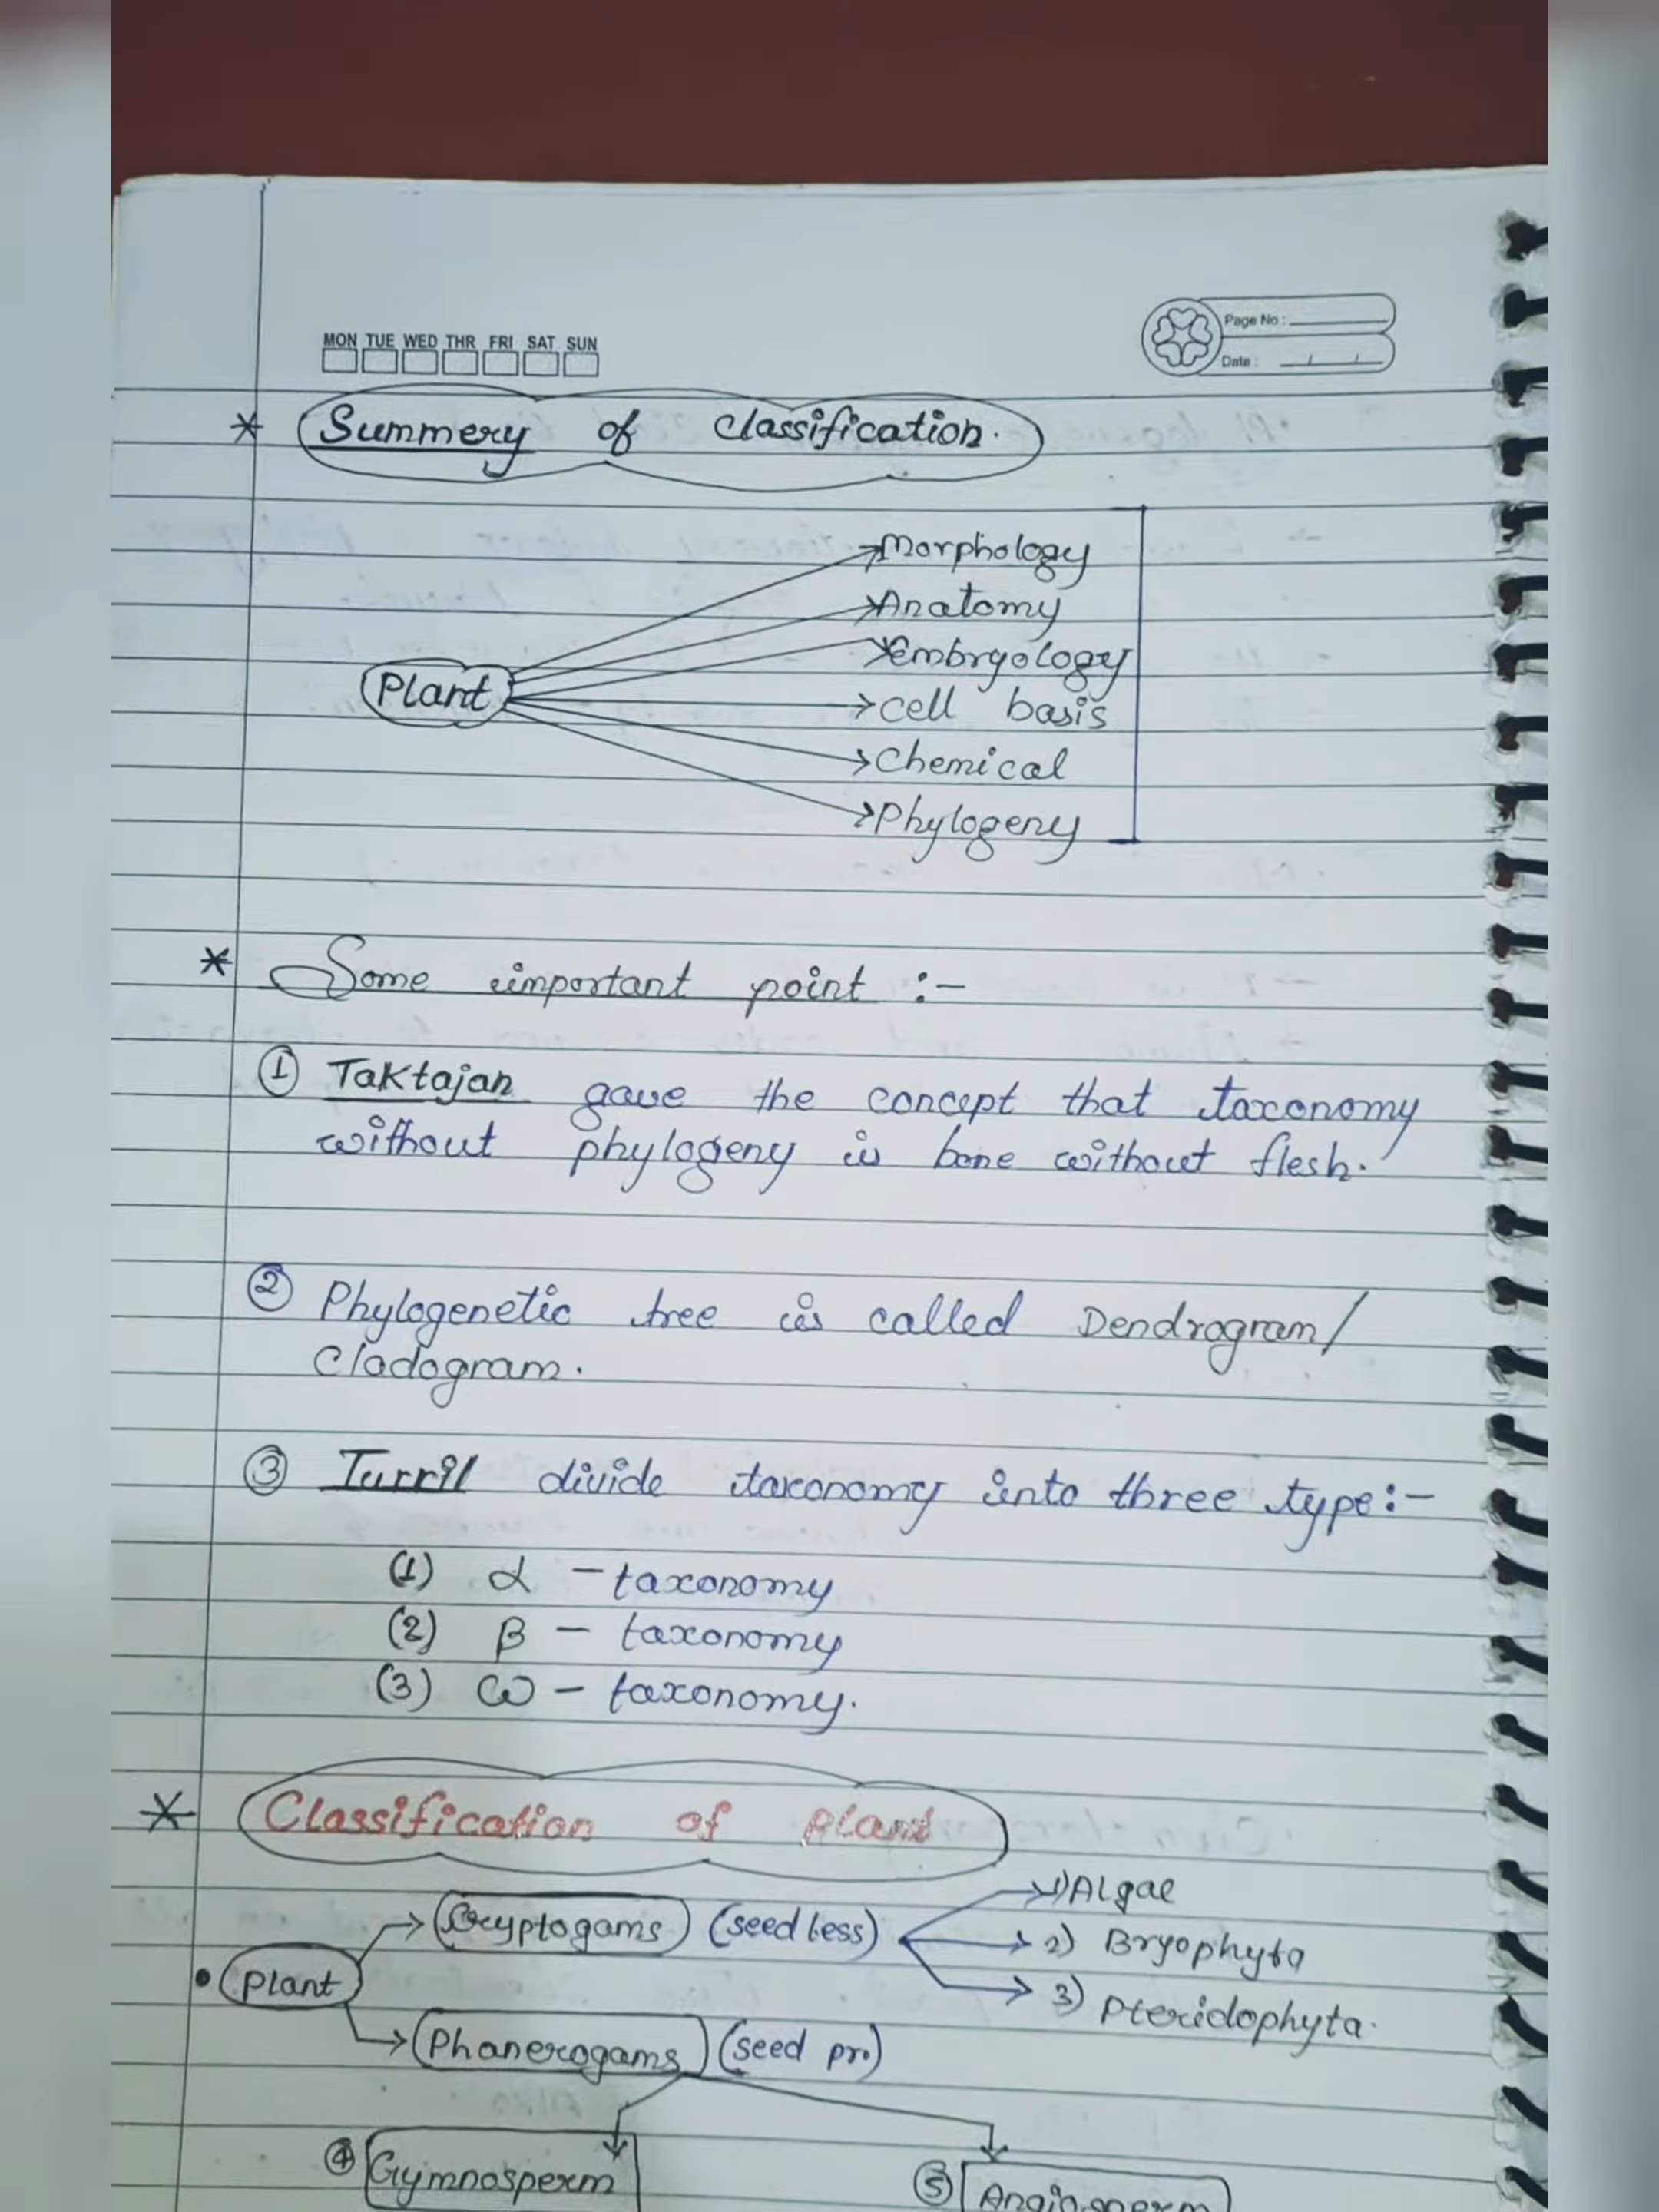 MON TUE WED THR FRI SAT SUN
Page No :
Date : / /
* Summery of classification.
Morphology
Anatomy
Embryology
Plant
cell basis
Chemical
Phylogeny
* Some important point :-
① Taktajan gave the concept that taxonomy
without phylogeny is bone without flesh.
② Phylogenetic tree is called Dendrogram/
Cladogram.
③ Turril divide taxonomy into three type:-
(1) α - taxonomy
(2) β - taxonomy
(3) ω - taxonomy.
* Classification of plant
1) Algae
Cryptogams (seed less)
2) Bryophyta
• Plant
3) Pteridophyta.
Phanerogams (seed pro.)
④ Gymnosperm
⑤ Angiosperm